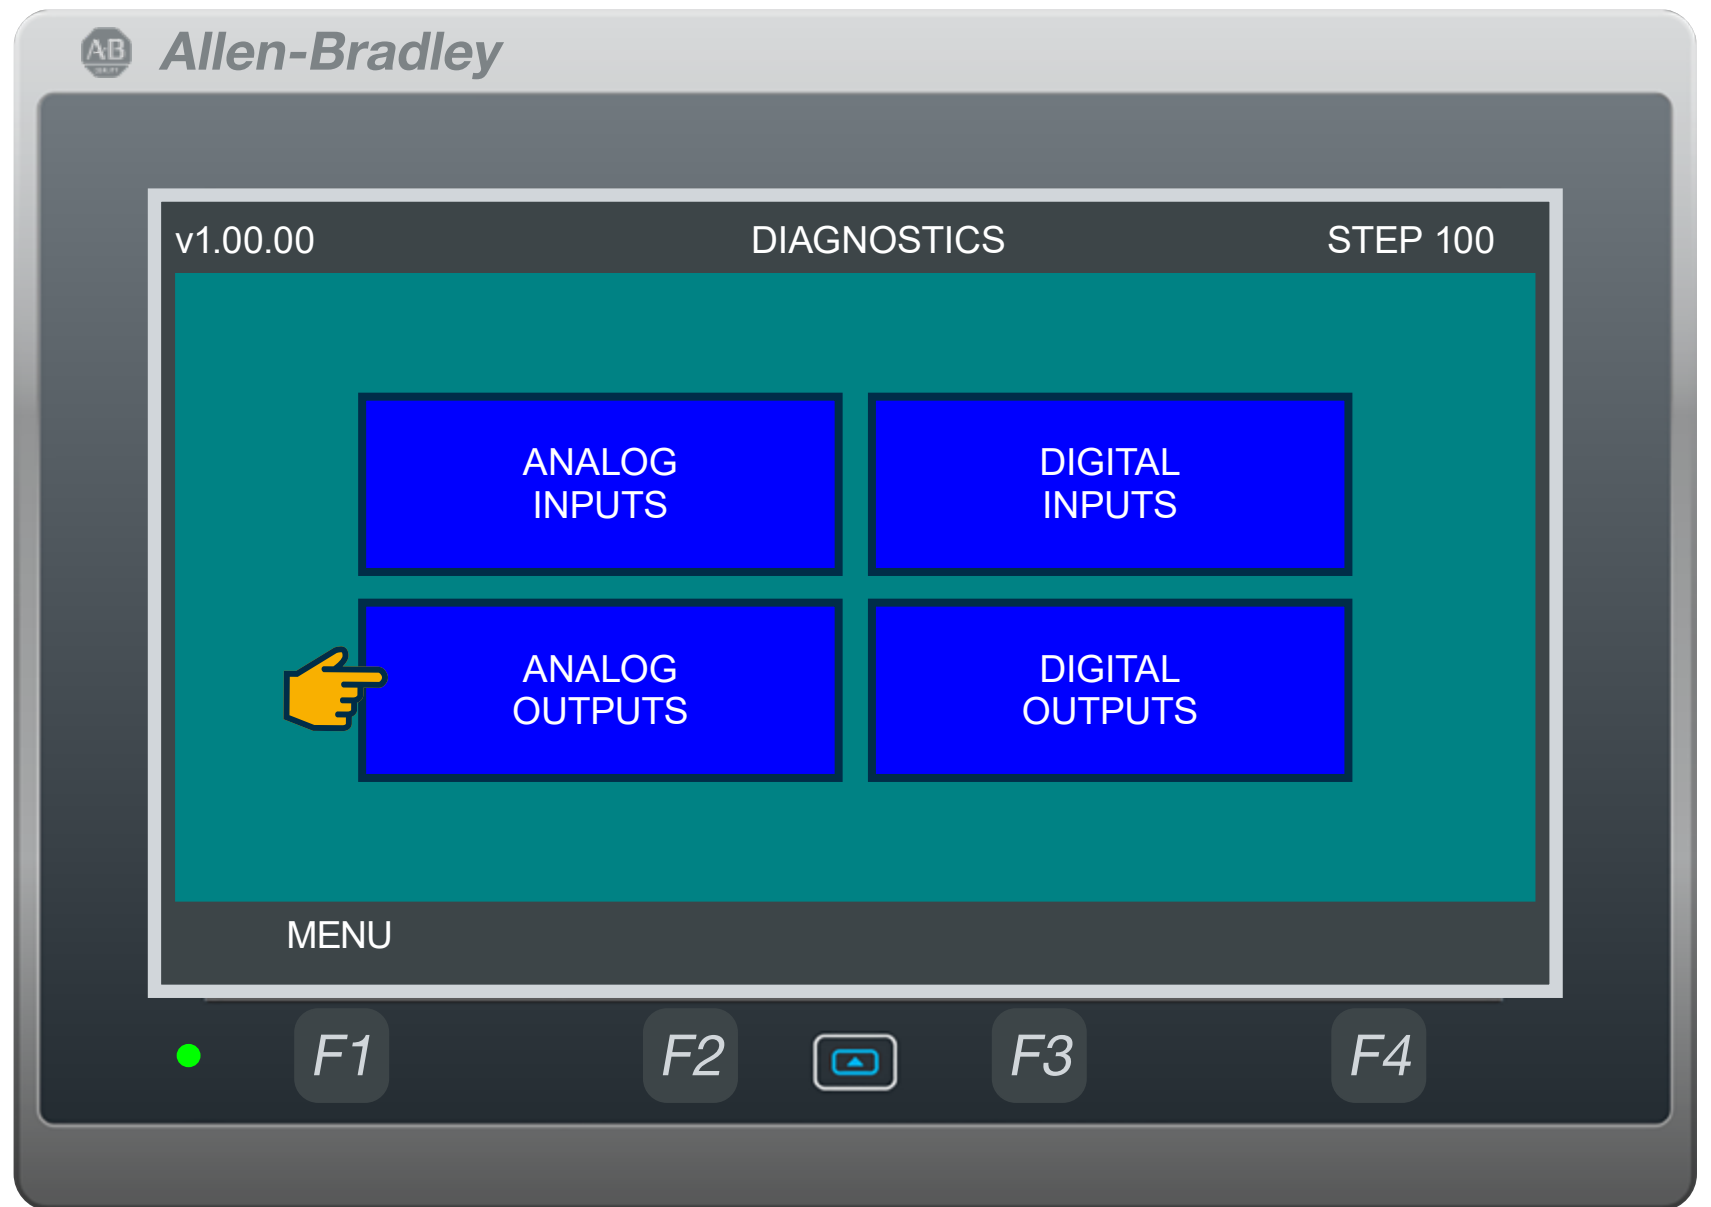 AB
Allen-Bradley
v1.00.00 DIAGNOSTICS STEP 100
ANALOG
INPUTS
DIGITAL
INPUTS
ANALOG
OUTPUTS
DIGITAL
OUTPUTS
MENU
F1 F2 F3 F4